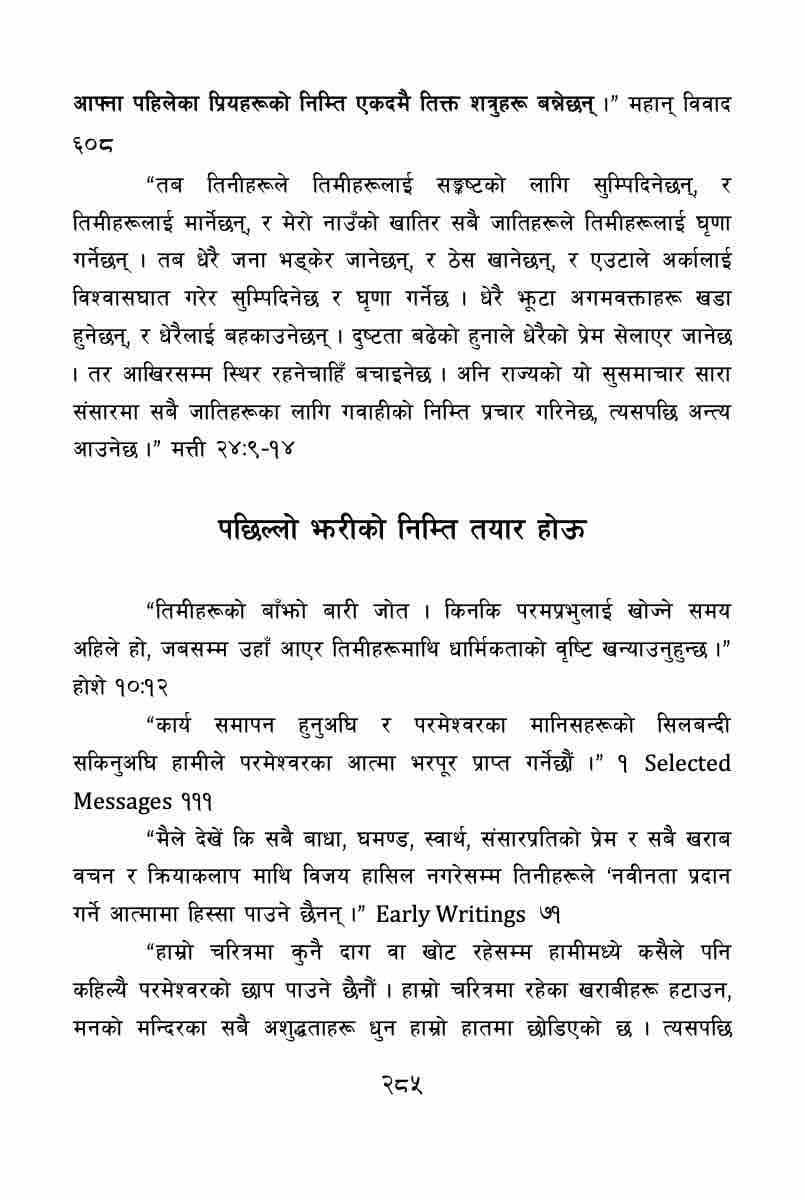 आफ्ना पहिलेका प्रियहरूको निम्ति एकदमै तिक्त शत्रुहरू बन्नेछन् ।” महान् विवाद
६०८
“तब तिनीहरूले तिमीहरूलाई सङ्कष्टको लागि सुम्पिदिनेछन्, र
तिमीहरूलाई मार्नेछन्, र मेरो नाउँको खातिर सबै जातिहरूले तिमीहरूलाई घृणा
गर्नेछन् । तब धेरै जना भड्केर जानेछन्, र ठेस खानेछन्, र एउटाले अर्कालाई
विश्वासघात गरेर सुम्पिदिनेछ र घृणा गर्नेछ । धेरै झूटा अगमवक्ताहरू खडा
हुनेछन्, र धेरैलाई बहकाउनेछन् । दुष्टता बढेको हुनाले धेरैको प्रेम सेलाएर जानेछ
। तर आखिरसम्म स्थिर रहनेचाहिँ बचाइनेछ । अनि राज्यको यो सुसमाचार सारा
संसारमा सबै जातिहरूका लागि गवाहीको निम्ति प्रचार गरिनेछ, त्यसपछि अन्त्य
आउनेछ ।” मत्ती २४:९-१४
पछिल्लो झरीको निम्ति तयार होऊ
“तिमीहरूको बाँझो बारी जोत । किनकि परमप्रभुलाई खोज्ने समय
अहिले हो, जबसम्म उहाँ आएर तिमीहरूमाथि धार्मिकताको वृष्टि खन्याउनुहुन्छ ।”
होशे १०:१२
“कार्य समापन हुनुअघि र परमेश्वरका मानिसहरूको सिलबन्दी
सकिनुअघि हामीले परमेश्वरका आत्मा भरपूर प्राप्त गर्नेछौं ।” १ Selected
Messages १११
“मैले देखें कि सबै बाधा, घमण्ड, स्वार्थ, संसारप्रतिको प्रेम र सबै खराब
वचन र क्रियाकलाप माथि विजय हासिल नगरेसम्म तिनीहरूले ‘नवीनता प्रदान
गर्ने आत्मामा हिस्सा पाउने छैनन् ।” Early Writings ७१
“हाम्रो चरित्रमा कुनै दाग वा खोट रहेसम्म हामीमध्ये कसैले पनि
कहिल्यै परमेश्वरको छाप पाउने छैनौं । हाम्रो चरित्रमा रहेका खराबीहरू हटाउन,
मनको मन्दिरका सबै अशुद्धताहरू धुन हाम्रो हातमा छोडिएको छ । त्यसपछि
२८५